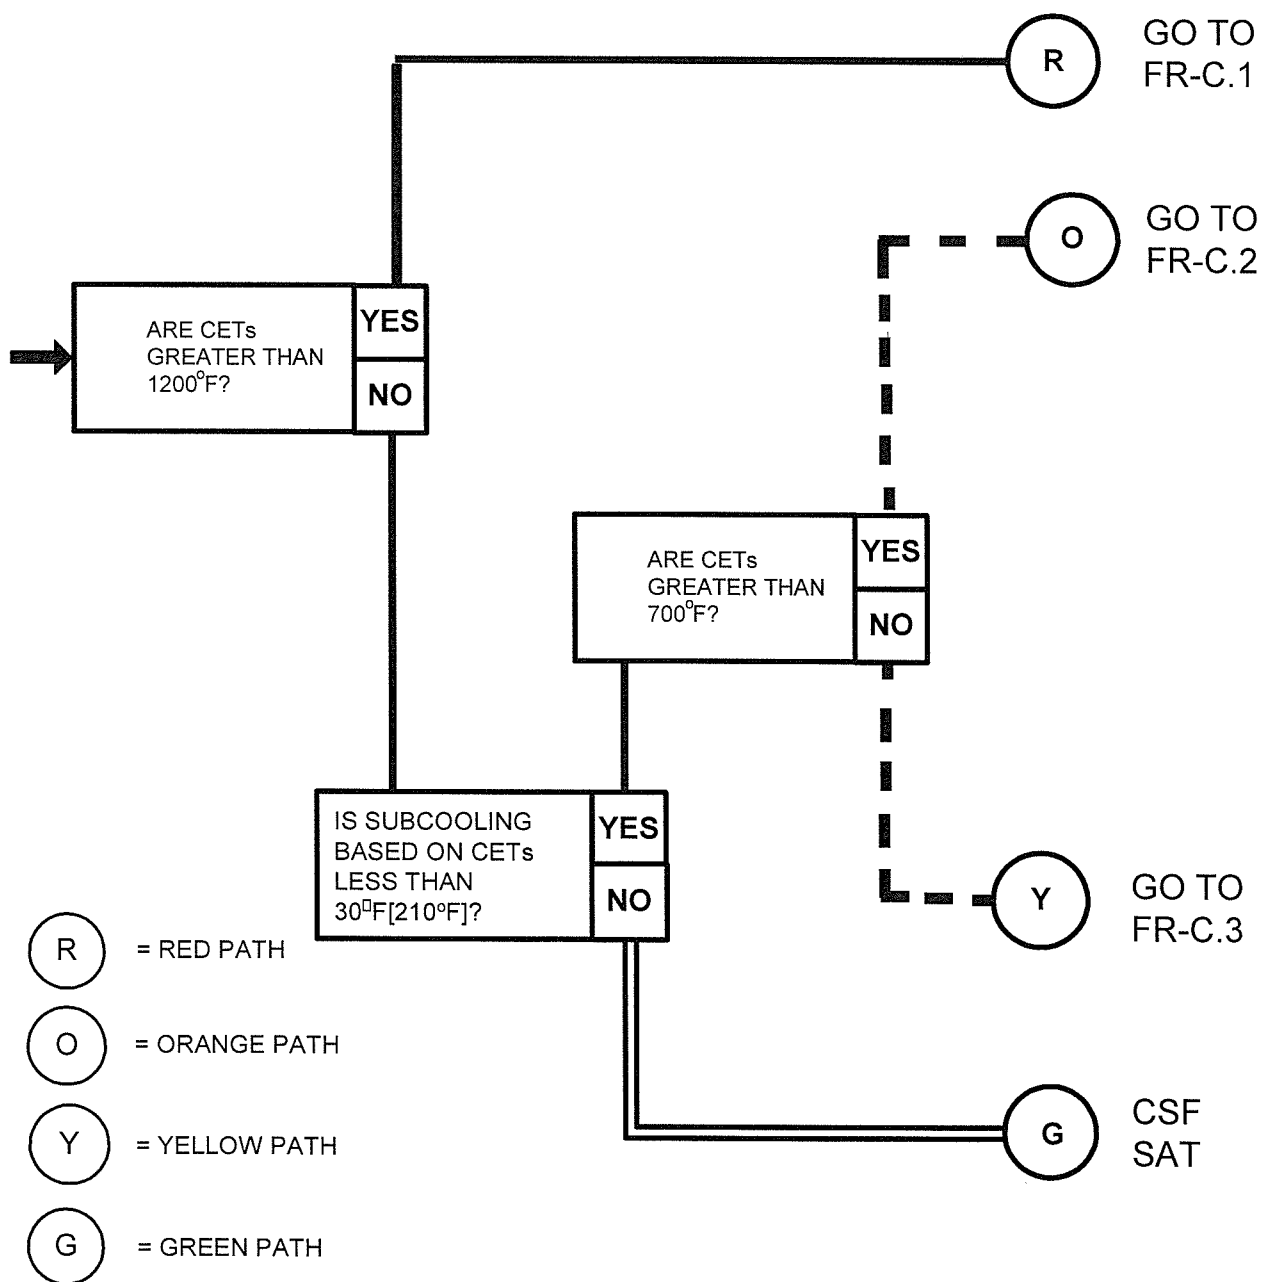 R
GO TO
FR-C.1
O
GO TO
FR-C.2
ARE CETs
GREATER THAN
1200°F?
YES
NO
ARE CETs
GREATER THAN
700°F?
YES
NO
IS SUBCOOLING
BASED ON CETs
LESS THAN
30□F[210°F]?
YES
NO
Y
GO TO
FR-C.3
G
CSF
SAT
R = RED PATH
O = ORANGE PATH
Y = YELLOW PATH
G = GREEN PATH